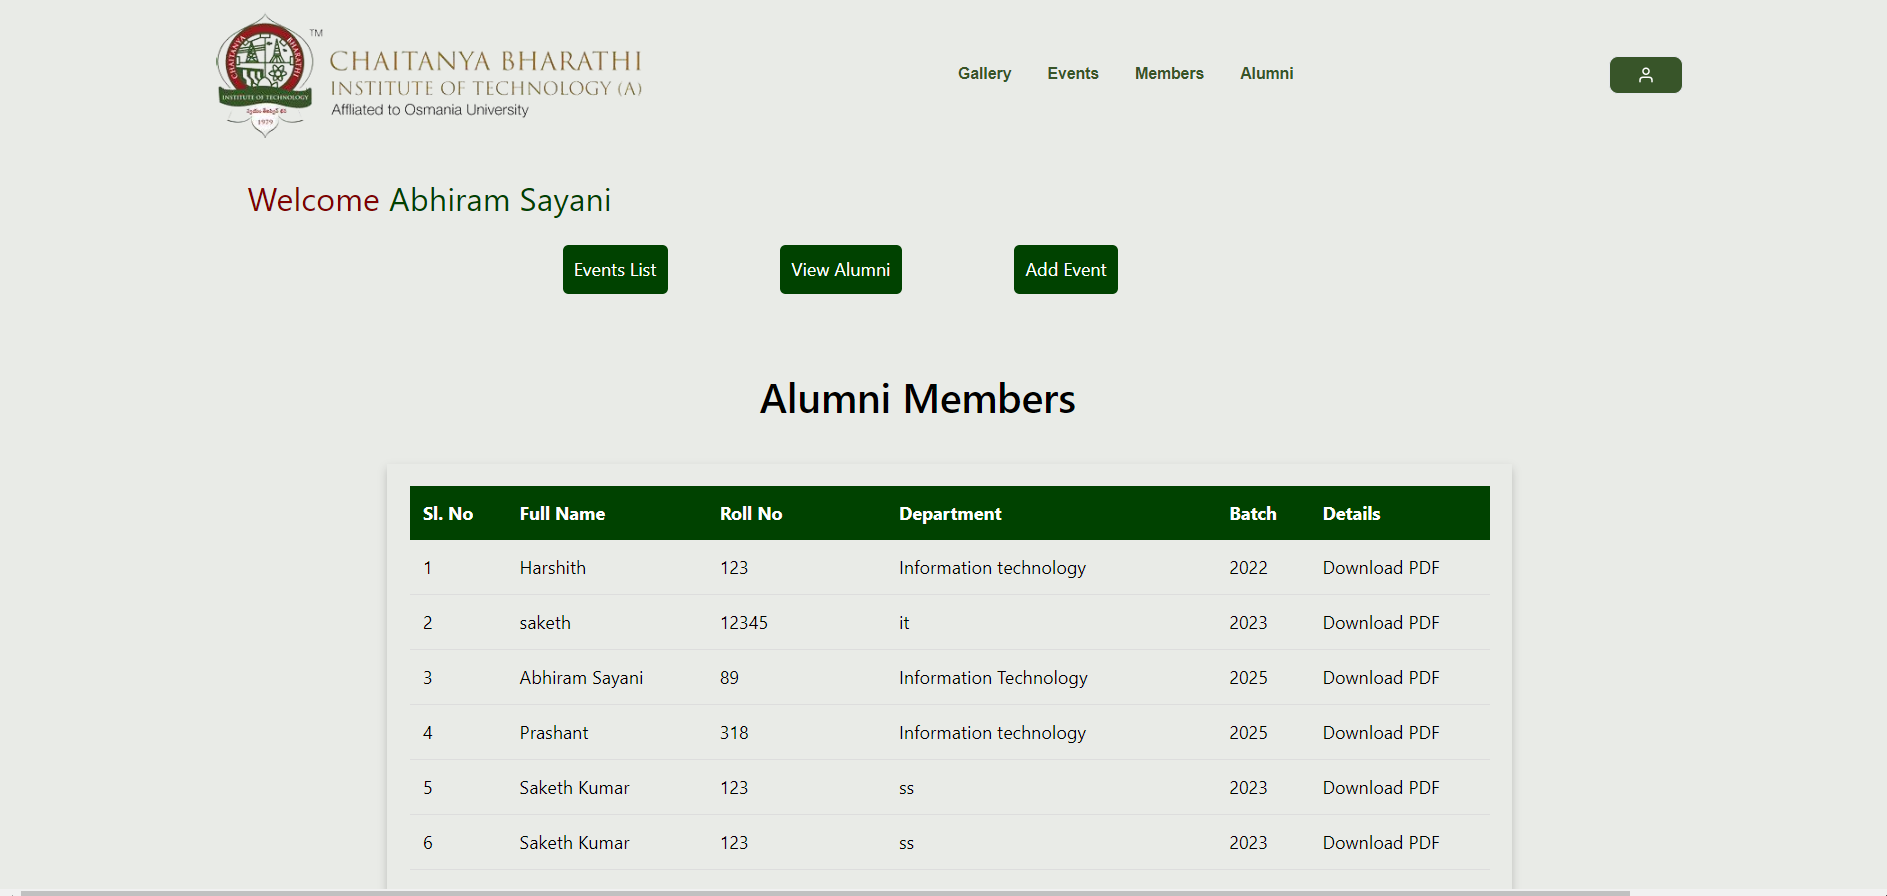 CHAITANYA BHARATHI
INSTITUTE OF TECHNOLOGY
1979
TM
CHAITANYA BHARATHI
INSTITUTE OF TECHNOLOGY (A)
Affliated to Osmania University
Gallery Events Members Alumni
Welcome Abhiram Sayani
Events List View Alumni Add Event
Alumni Members
Sl. No Full Name Roll No Department Batch Details
1 Harshith 123 Information technology 2022 Download PDF
2 saketh 12345 it 2023 Download PDF
3 Abhiram Sayani 89 Information Technology 2025 Download PDF
4 Prashant 318 Information technology 2025 Download PDF
5 Saketh Kumar 123 ss 2023 Download PDF
6 Saketh Kumar 123 ss 2023 Download PDF